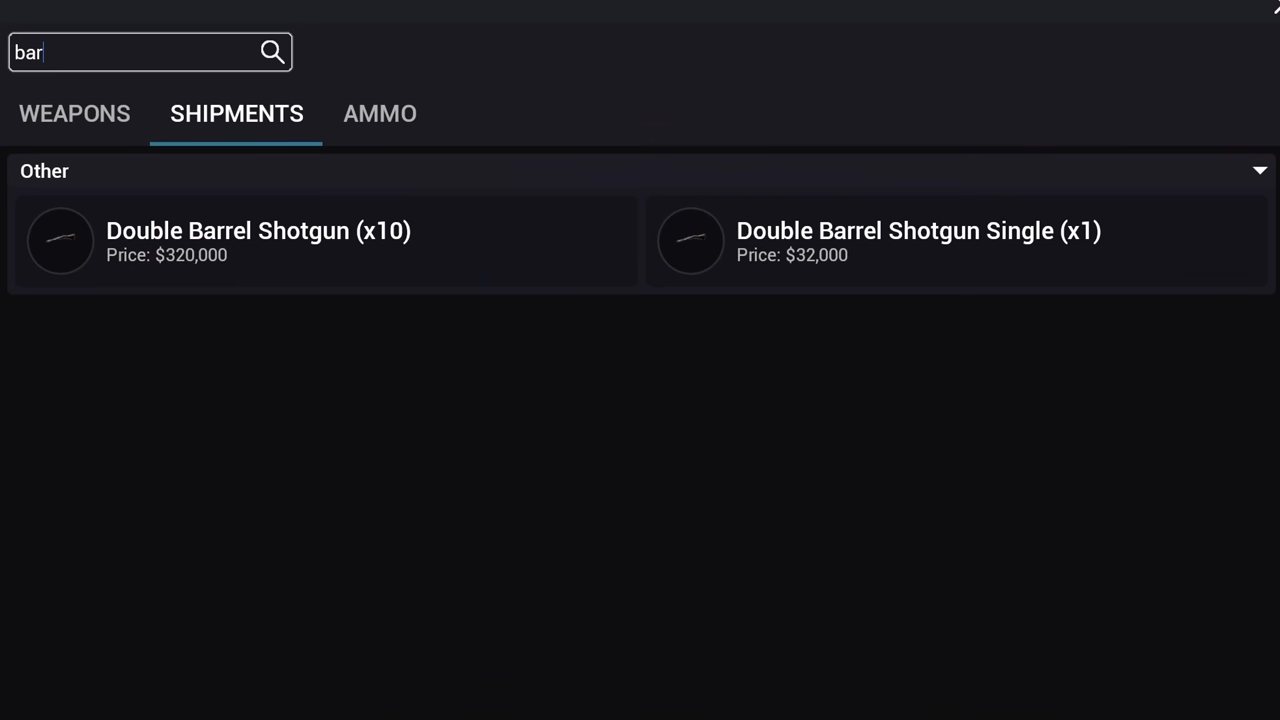 bar
WEAPONS SHIPMENTS AMMO
Other
Double Barrel Shotgun (x10)
Price: $320,000
Double Barrel Shotgun Single (x1)
Price: $32,000